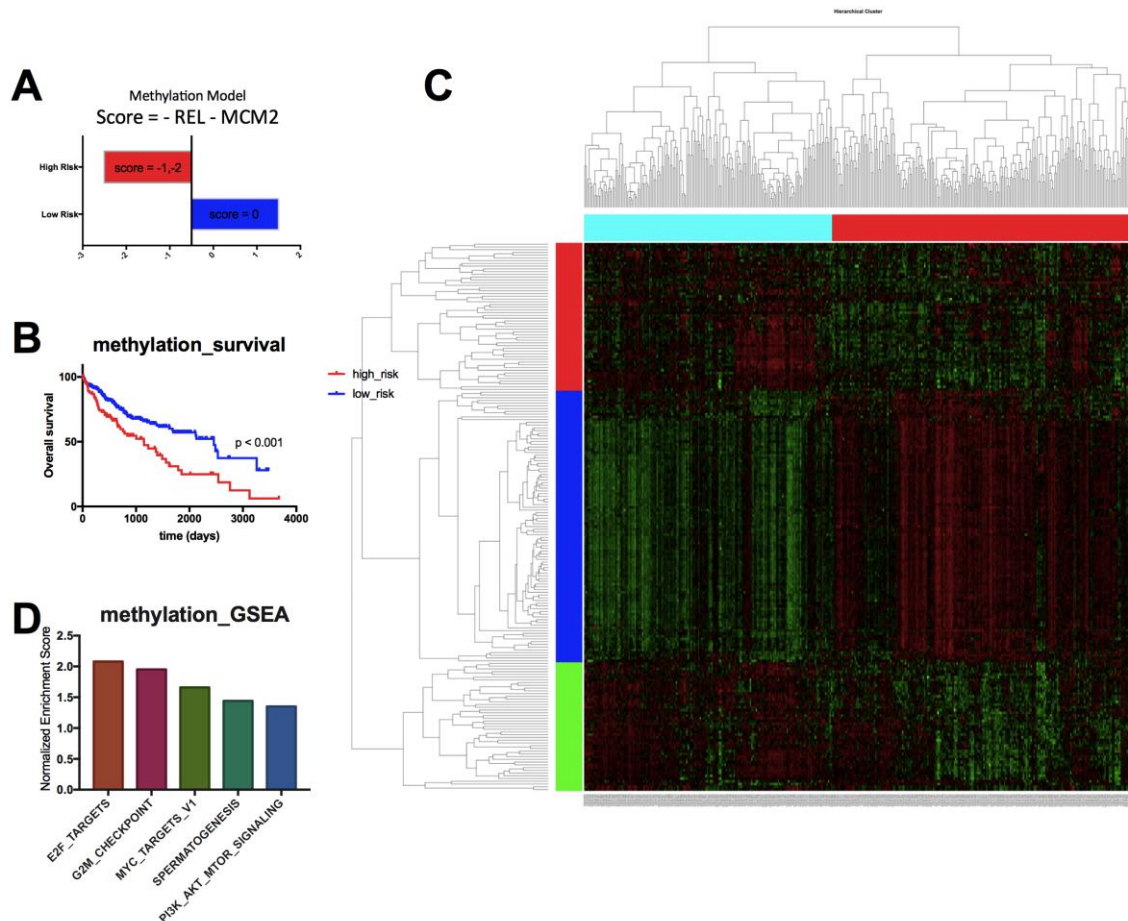 Hierarchical Cluster
A
Methylation Model
Score = - REL - MCM2
High Risk
score = -1,-2
Low Risk
score = 0
-3
-2
-1
0
1
2
C
B
methylation_survival
100
50
0
Overall survival
p < 0.001
0
1000
2000
3000
4000
time (days)
high_risk
low_risk
D
methylation_GSEA
Normalized Enrichment Score
2.5
2.0
1.5
1.0
0.5
0.0
E2F_TARGETS
G2M_CHECKPOINT
MYC_TARGETS_V1
SPERMATOGENESIS
PI3K_AKT_MTOR_SIGNALING